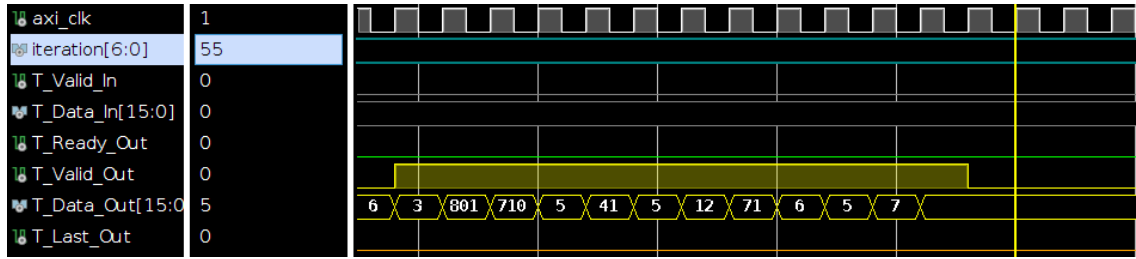 axi_clk 1
iteration[6:0] 55
T_Valid_In 0
T_Data_In[15:0] 0
T_Ready_Out 0
T_Valid_Out 0
T_Data_Out[15:0 5 6 3 801 710 5 41 5 12 71 6 5 7
T_Last_Out 0